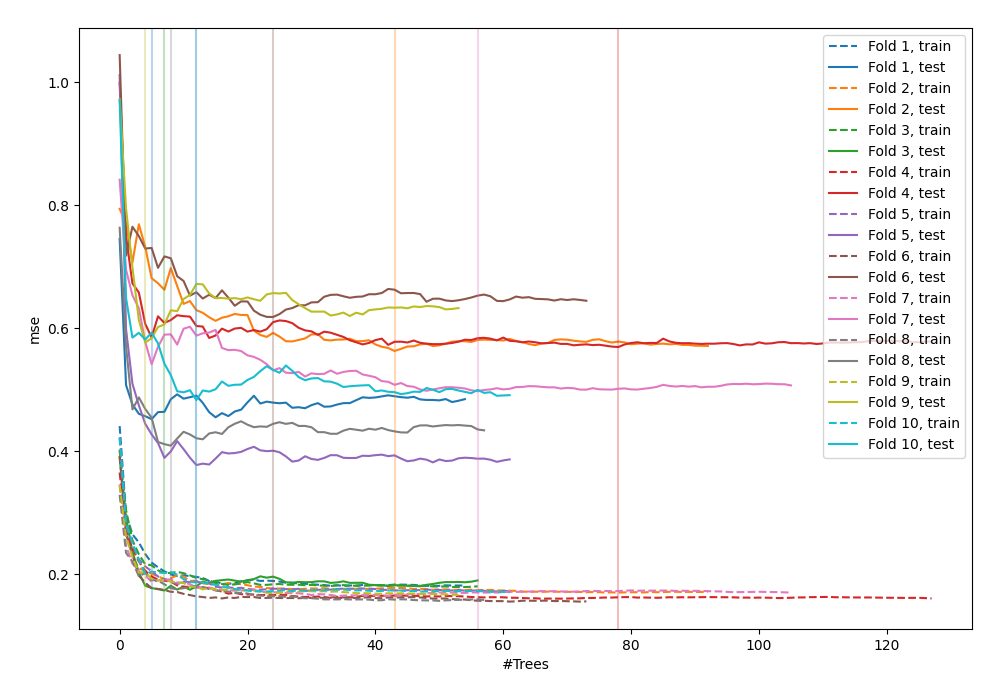 1.0
0.8
0.6
0.4
0.2
mse
0
20
40
60
80
100
120
#Trees
Fold 1, train
Fold 1, test
Fold 2, train
Fold 2, test
Fold 3, train
Fold 3, test
Fold 4, train
Fold 4, test
Fold 5, train
Fold 5, test
Fold 6, train
Fold 6, test
Fold 7, train
Fold 7, test
Fold 8, train
Fold 8, test
Fold 9, train
Fold 9, test
Fold 10, train
Fold 10, test